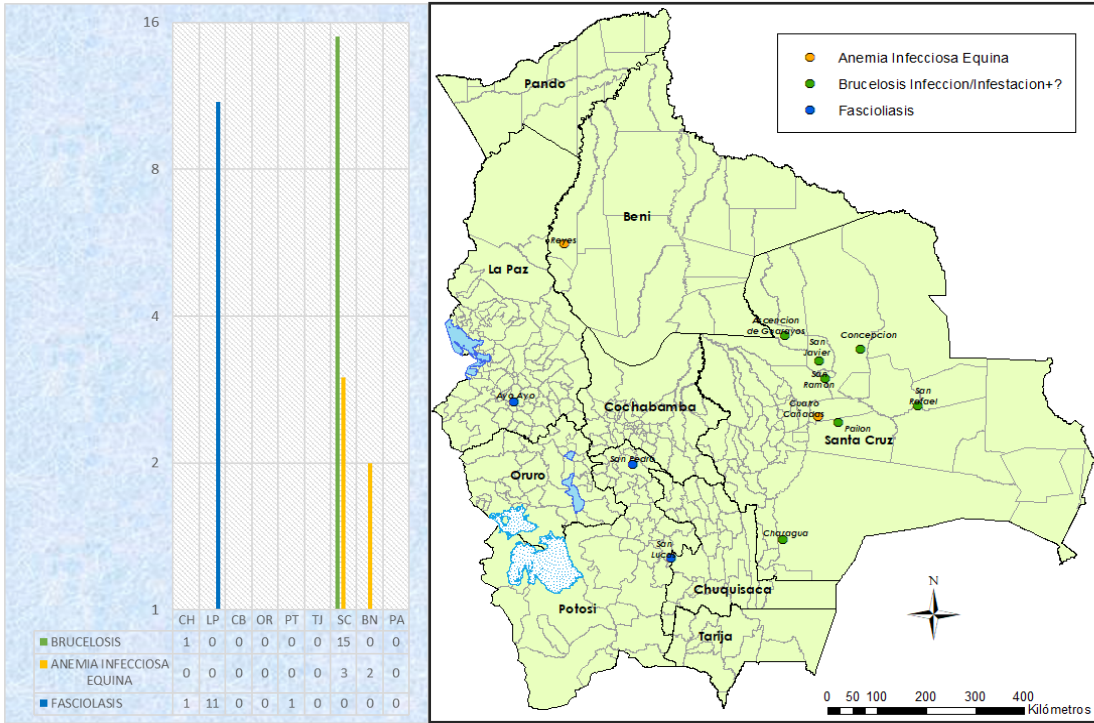 16
8
4
2
1
CH LP CB OR PT TJ SC BN PA
BRUCELOSIS 1 0 0 0 0 0 15 0 0
ANEMIA INFECCIOSA
EQUINA 0 0 0 0 0 0 3 2 0
FASCIOLASIS 1 11 0 0 1 0 0 0 0
Anemia Infecciosa Equina
Brucelosis Infeccion/Infestacion+?
Fascioliasis
Pando
Beni
Reyes
La Paz
Ascencion
de Guarayos
San
Javier
Concepcion
San
Ramon
San
Rafael
Ayo Ayo
Cochabamba
Cuatro
Cañadas
Pailon
Santa Cruz
San Pedro
Oruro
Charagua
San
Lucas
Chuquisaca
Potosi
Tarija
N
0 50 100 200 300 400
Kilómetros